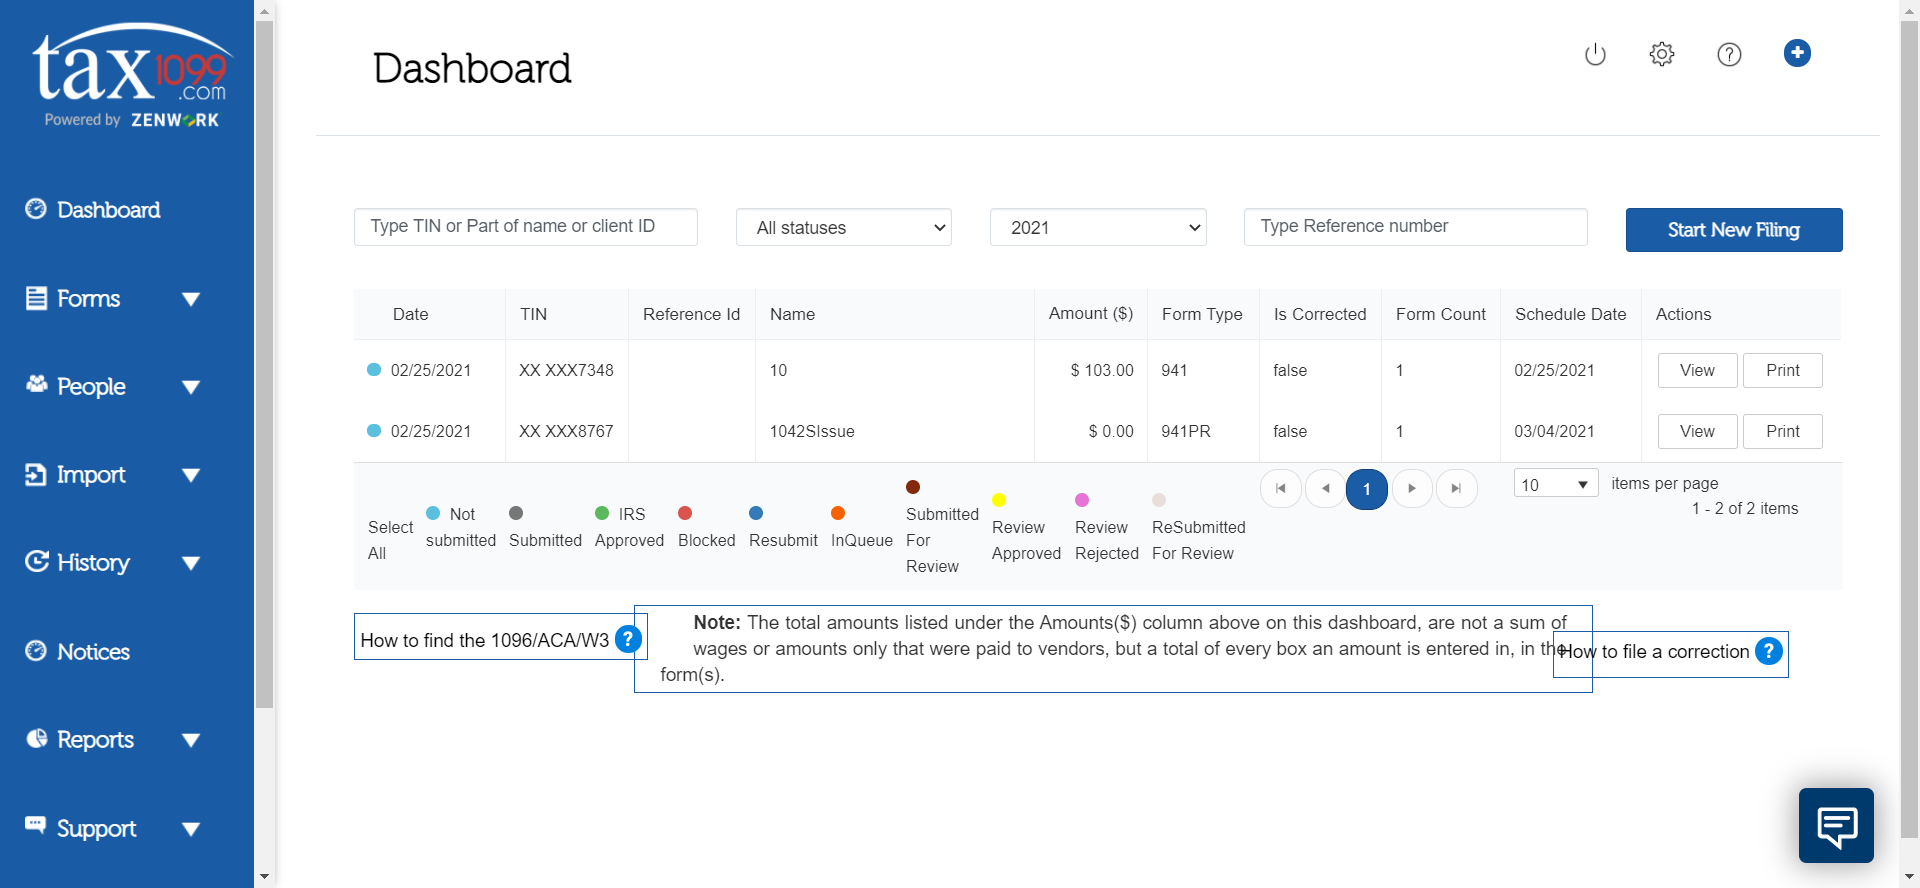 tax1099
.com
Powered by ZENWORK
Dashboard
Forms
People
Import
History
Notices
Reports
Support
Dashboard
Type TIN or Part of name or client ID
All statuses
2021
Type Reference number
Start New Filing
Date TIN Reference Id Name Amount ($) Form Type Is Corrected Form Count Schedule Date Actions
02/25/2021 XX XXX7348 10 $ 103.00 941 false 1 02/25/2021 View Print
02/25/2021 XX XXX8767 1042SIssue $ 0.00 941PR false 1 03/04/2021 View Print
Select
All
Not
submitted
Submitted
IRS
Approved
Blocked
Resubmit
InQueue
Submitted
For
Review
Review
Approved
Review
Rejected
ReSubmitted
For Review
1
10 items per page
1 - 2 of 2 items
How to find the 1096/ACA/W3 ?
Note: The total amounts listed under the Amounts($) column above on this dashboard, are not a sum of
wages or amounts only that were paid to vendors, but a total of every box an amount is entered in, in the
form(s).
How to file a correction ?